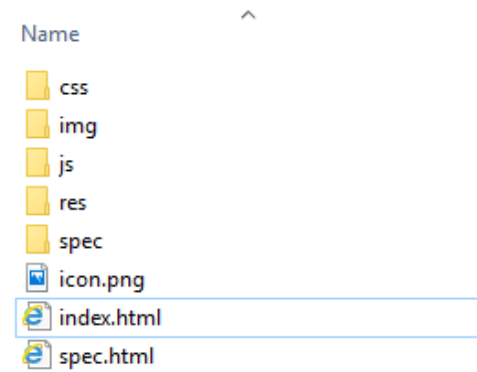 Name
css
img
js
res
spec
icon.png
index.html
spec.html